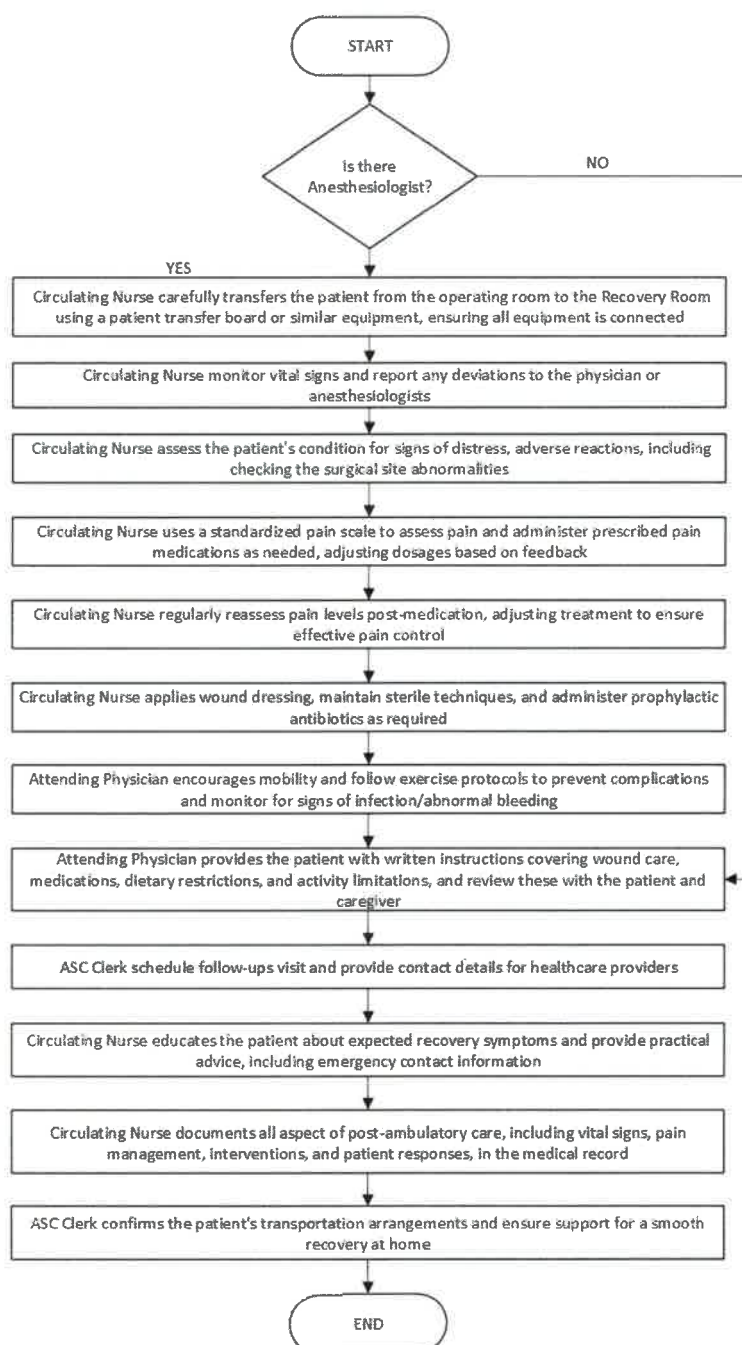 START
Is there
Anesthesiologist?
NO
YES
Circulating Nurse carefully transfers the patient from the operating room to the Recovery Room
using a patient transfer board or similar equipment, ensuring all equipment is connected
Circulating Nurse monitor vital signs and report any deviations to the physician or
anesthesiologists
Circulating Nurse assess the patient's condition for signs of distress, adverse reactions, including
checking the surgical site abnormalities
Circulating Nurse uses a standardized pain scale to assess pain and administer prescribed pain
medications as needed, adjusting dosages based on feedback
Circulating Nurse regularly reassess pain levels post-medication, adjusting treatment to ensure
effective pain control
Circulating Nurse applies wound dressing, maintain sterile techniques, and administer prophylactic
antibiotics as required
Attending Physician encourages mobility and follow exercise protocols to prevent complications
and monitor for signs of infection/abnormal bleeding
Attending Physician provides the patient with written instructions covering wound care,
medications, dietary restrictions, and activity limitations, and review these with the patient and
caregiver
ASC Clerk schedule follow-ups visit and provide contact details for healthcare providers
Circulating Nurse educates the patient about expected recovery symptoms and provide practical
advice, including emergency contact information
Circulating Nurse documents all aspect of post-ambulatory care, including vital signs, pain
management, interventions, and patient responses, in the medical record
ASC Clerk confirms the patient's transportation arrangements and ensure support for a smooth
recovery at home
END